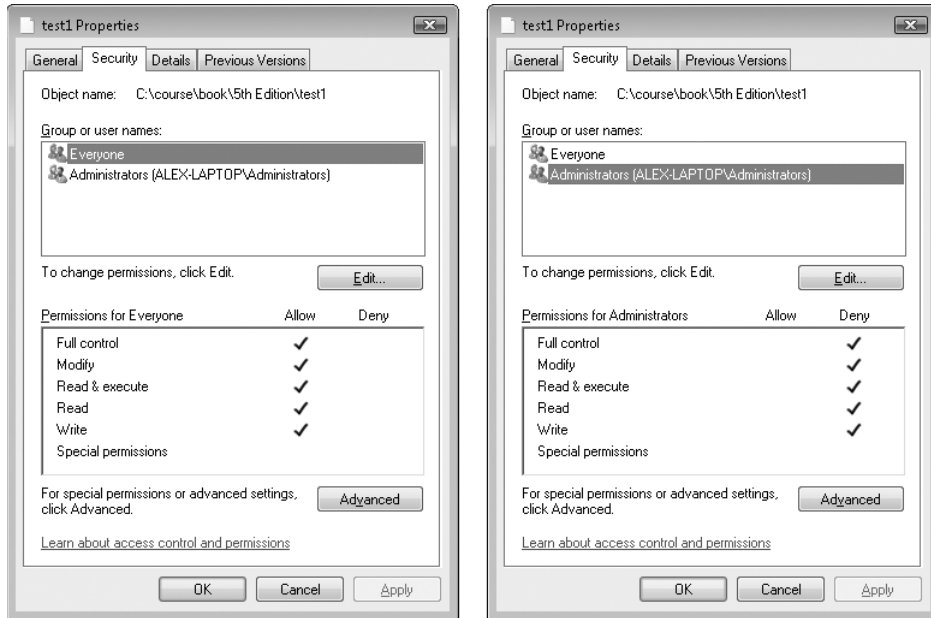 test1 Properties
General Security Details Previous Versions
Object name: C:\course\book\5th Edition\test1
Group or user names:
Everyone
Administrators (ALEX-LAPTOP\Administrators)
To change permissions, click Edit.
Edit...
Permissions for Everyone Allow Deny
Full control
Modify
Read & execute
Read
Write
Special permissions
For special permissions or advanced settings,
click Advanced.
Advanced
Learn about access control and permissions
OK Cancel Apply
test1 Properties
General Security Details Previous Versions
Object name: C:\course\book\5th Edition\test1
Group or user names:
Everyone
Administrators (ALEX-LAPTOP\Administrators)
To change permissions, click Edit.
Edit...
Permissions for Administrators Allow Deny
Full control
Modify
Read & execute
Read
Write
Special permissions
For special permissions or advanced settings,
click Advanced.
Advanced
Learn about access control and permissions
OK Cancel Apply